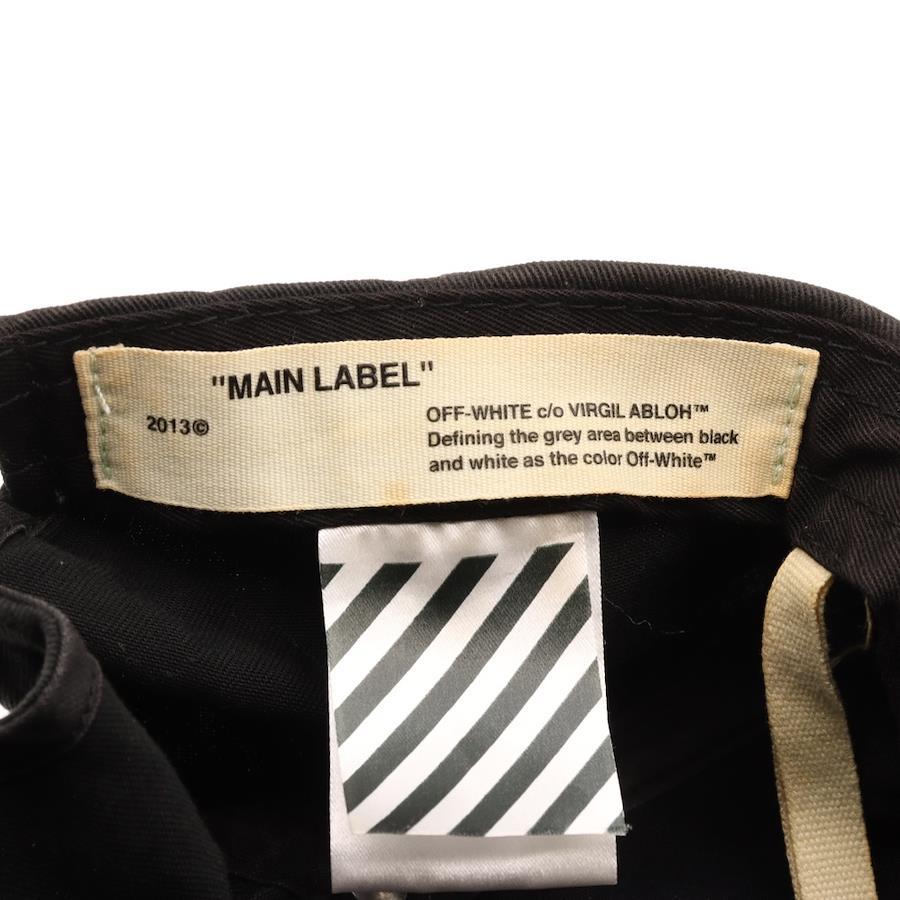 "MAIN LABEL"
2013©
OFF-WHITE c/o VIRGIL ABLOH™
Defining the grey area between black
and white as the color Off-White™